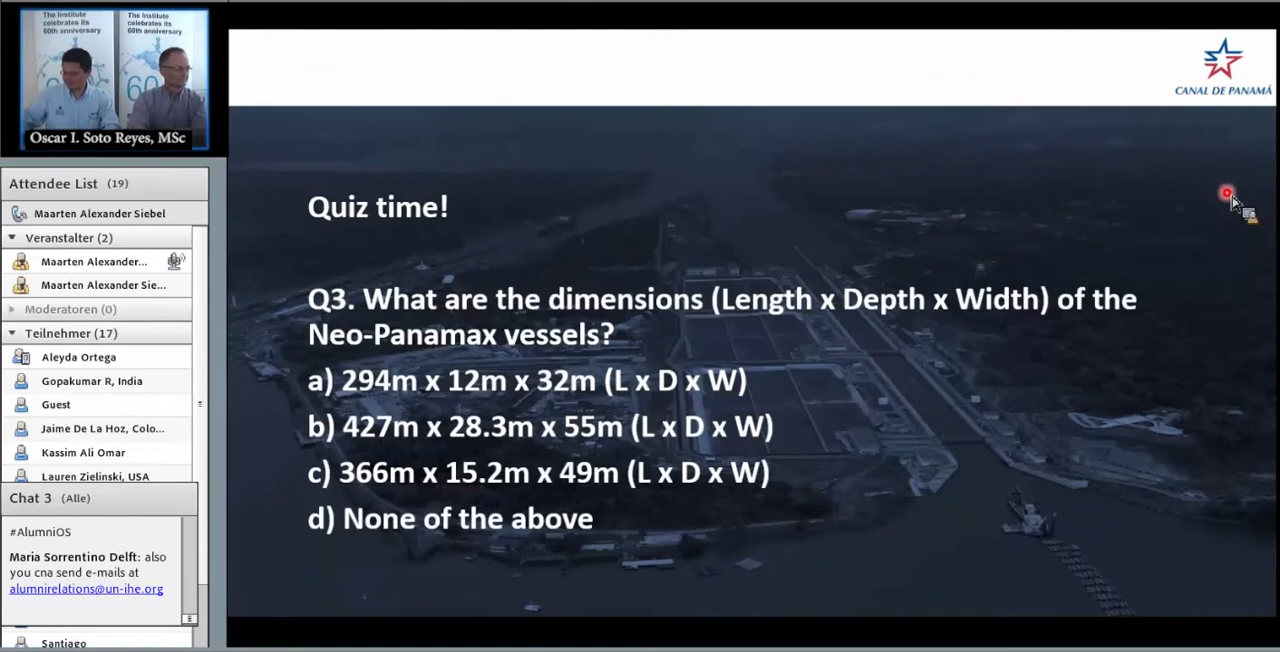 The Institute
celebrates its
60th anniversary
The Institute
celebrates its
60th anniversary
60
Oscar I. Soto Reyes, MSc
Attendee List (19)
Maarten Alexander Siebel
Veranstalter (2)
Maarten Alexander...
Maarten Alexander Sie...
Moderatoren (0)
Teilnehmer (17)
Aleyda Ortega
Gopakumar R, India
Guest
Jaime De La Hoz, Colo...
Kassim Ali Omar
Lauren Zielinski, USA
Chat 3 (Alle)
#AlumniOS
Maria Sorrentino Delft: also
you cna send e-mails at
alumnirelations@un-ihe.org
Santiago
CANAL DE PANAMÁ
Quiz time!
Q3. What are the dimensions (Length x Depth x Width) of the
Neo-Panamax vessels?
a) 294m x 12m x 32m (L x D x W)
b) 427m x 28.3m x 55m (L x D x W)
c) 366m x 15.2m x 49m (L x D x W)
d) None of the above